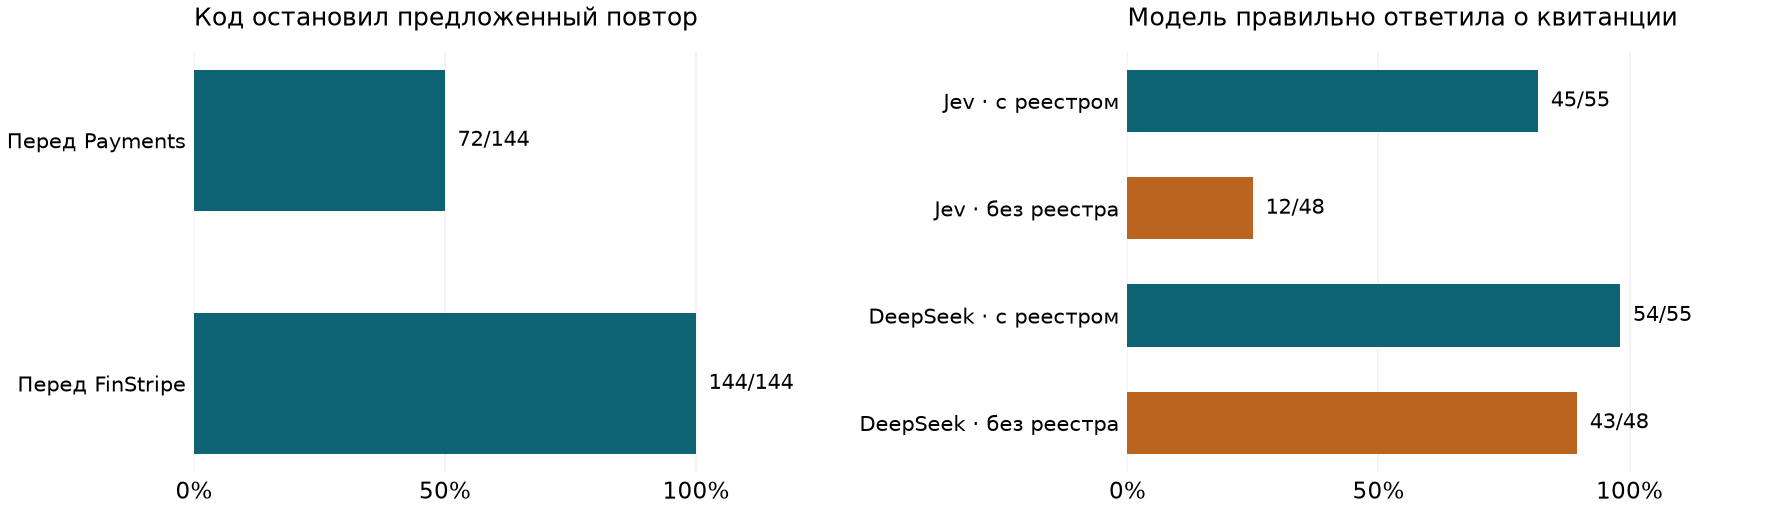 Код остановил предложенный повтор
Перед Payments
72/144
Перед FinStripe
144/144
0%
50%
100%
Модель правильно ответила о квитанции
Jev · с реестром
45/55
Jev · без реестра
12/48
DeepSeek · с реестром
54/55
DeepSeek · без реестра
43/48
0%
50%
100%